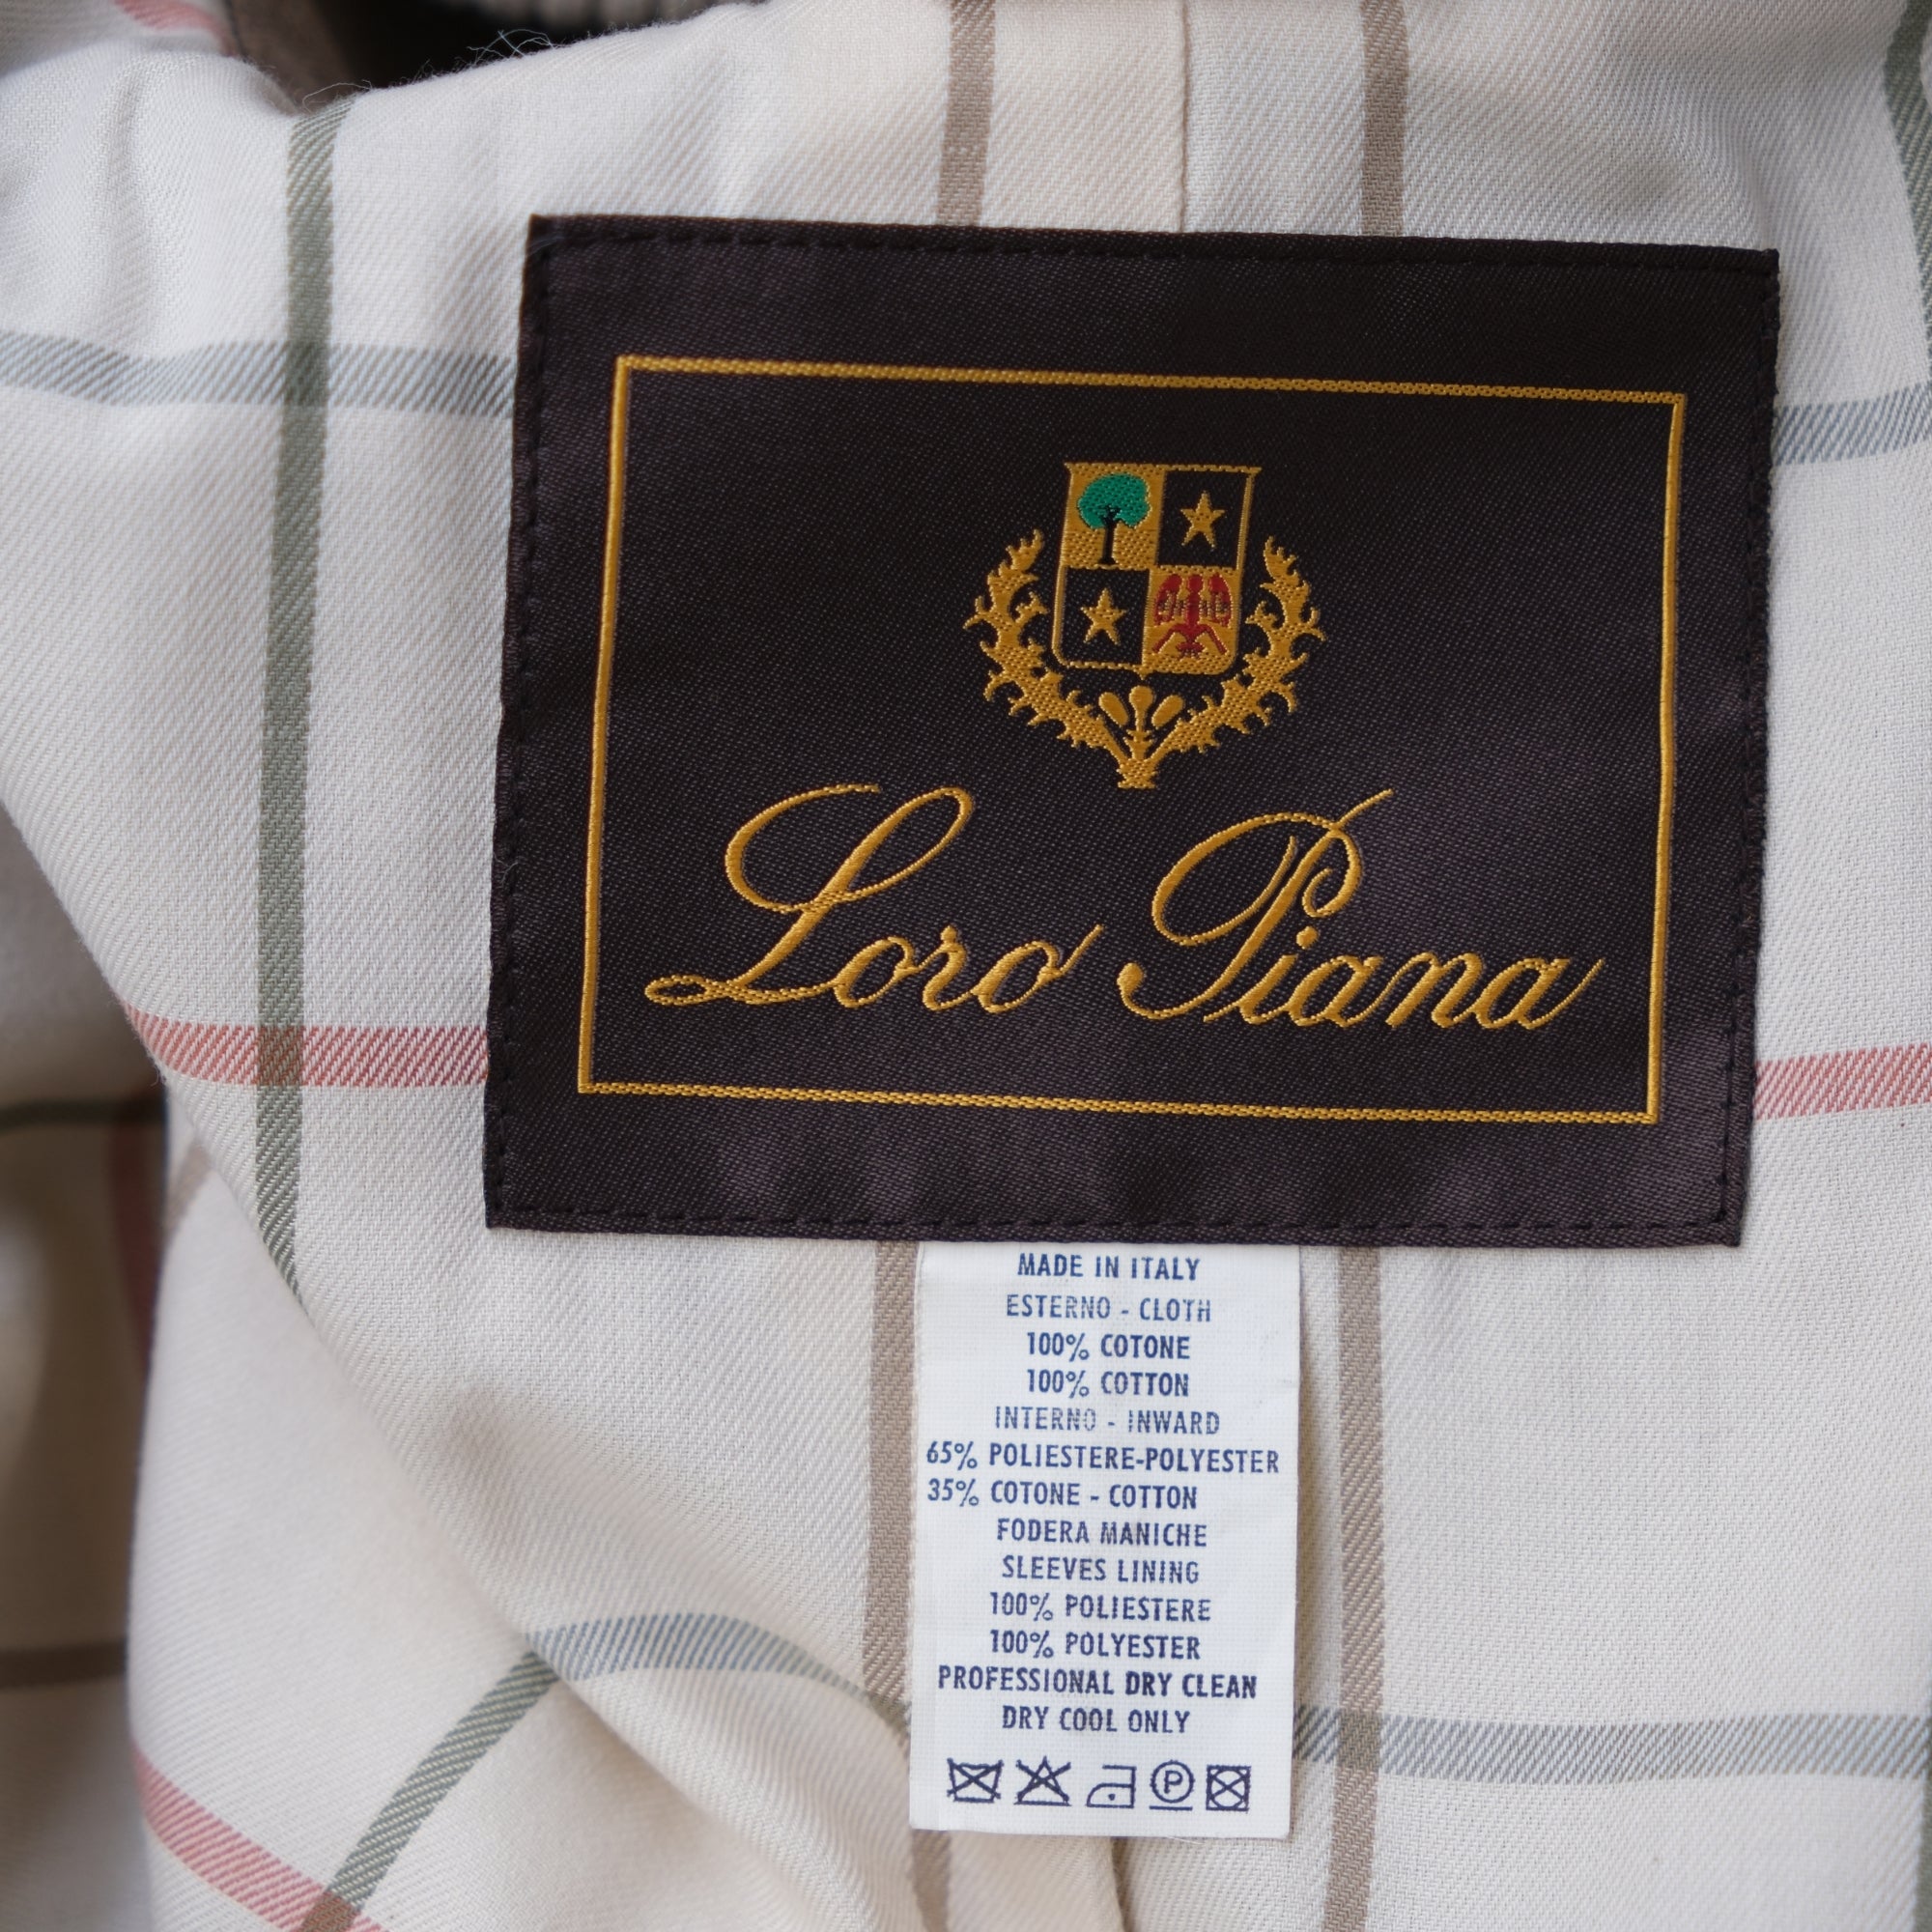 Loro Piana
MADE IN ITALY
ESTERNO - CLOTH
100% COTONE
100% COTTON
INTERNO - INWARD
65% POLIESTERE-POLYESTER
35% COTONE - COTTON
FODERA MANICHE
SLEEVES LINING
100% POLIESTERE
100% POLYESTER
PROFESSIONAL DRY CLEAN
DRY COOL ONLY
P